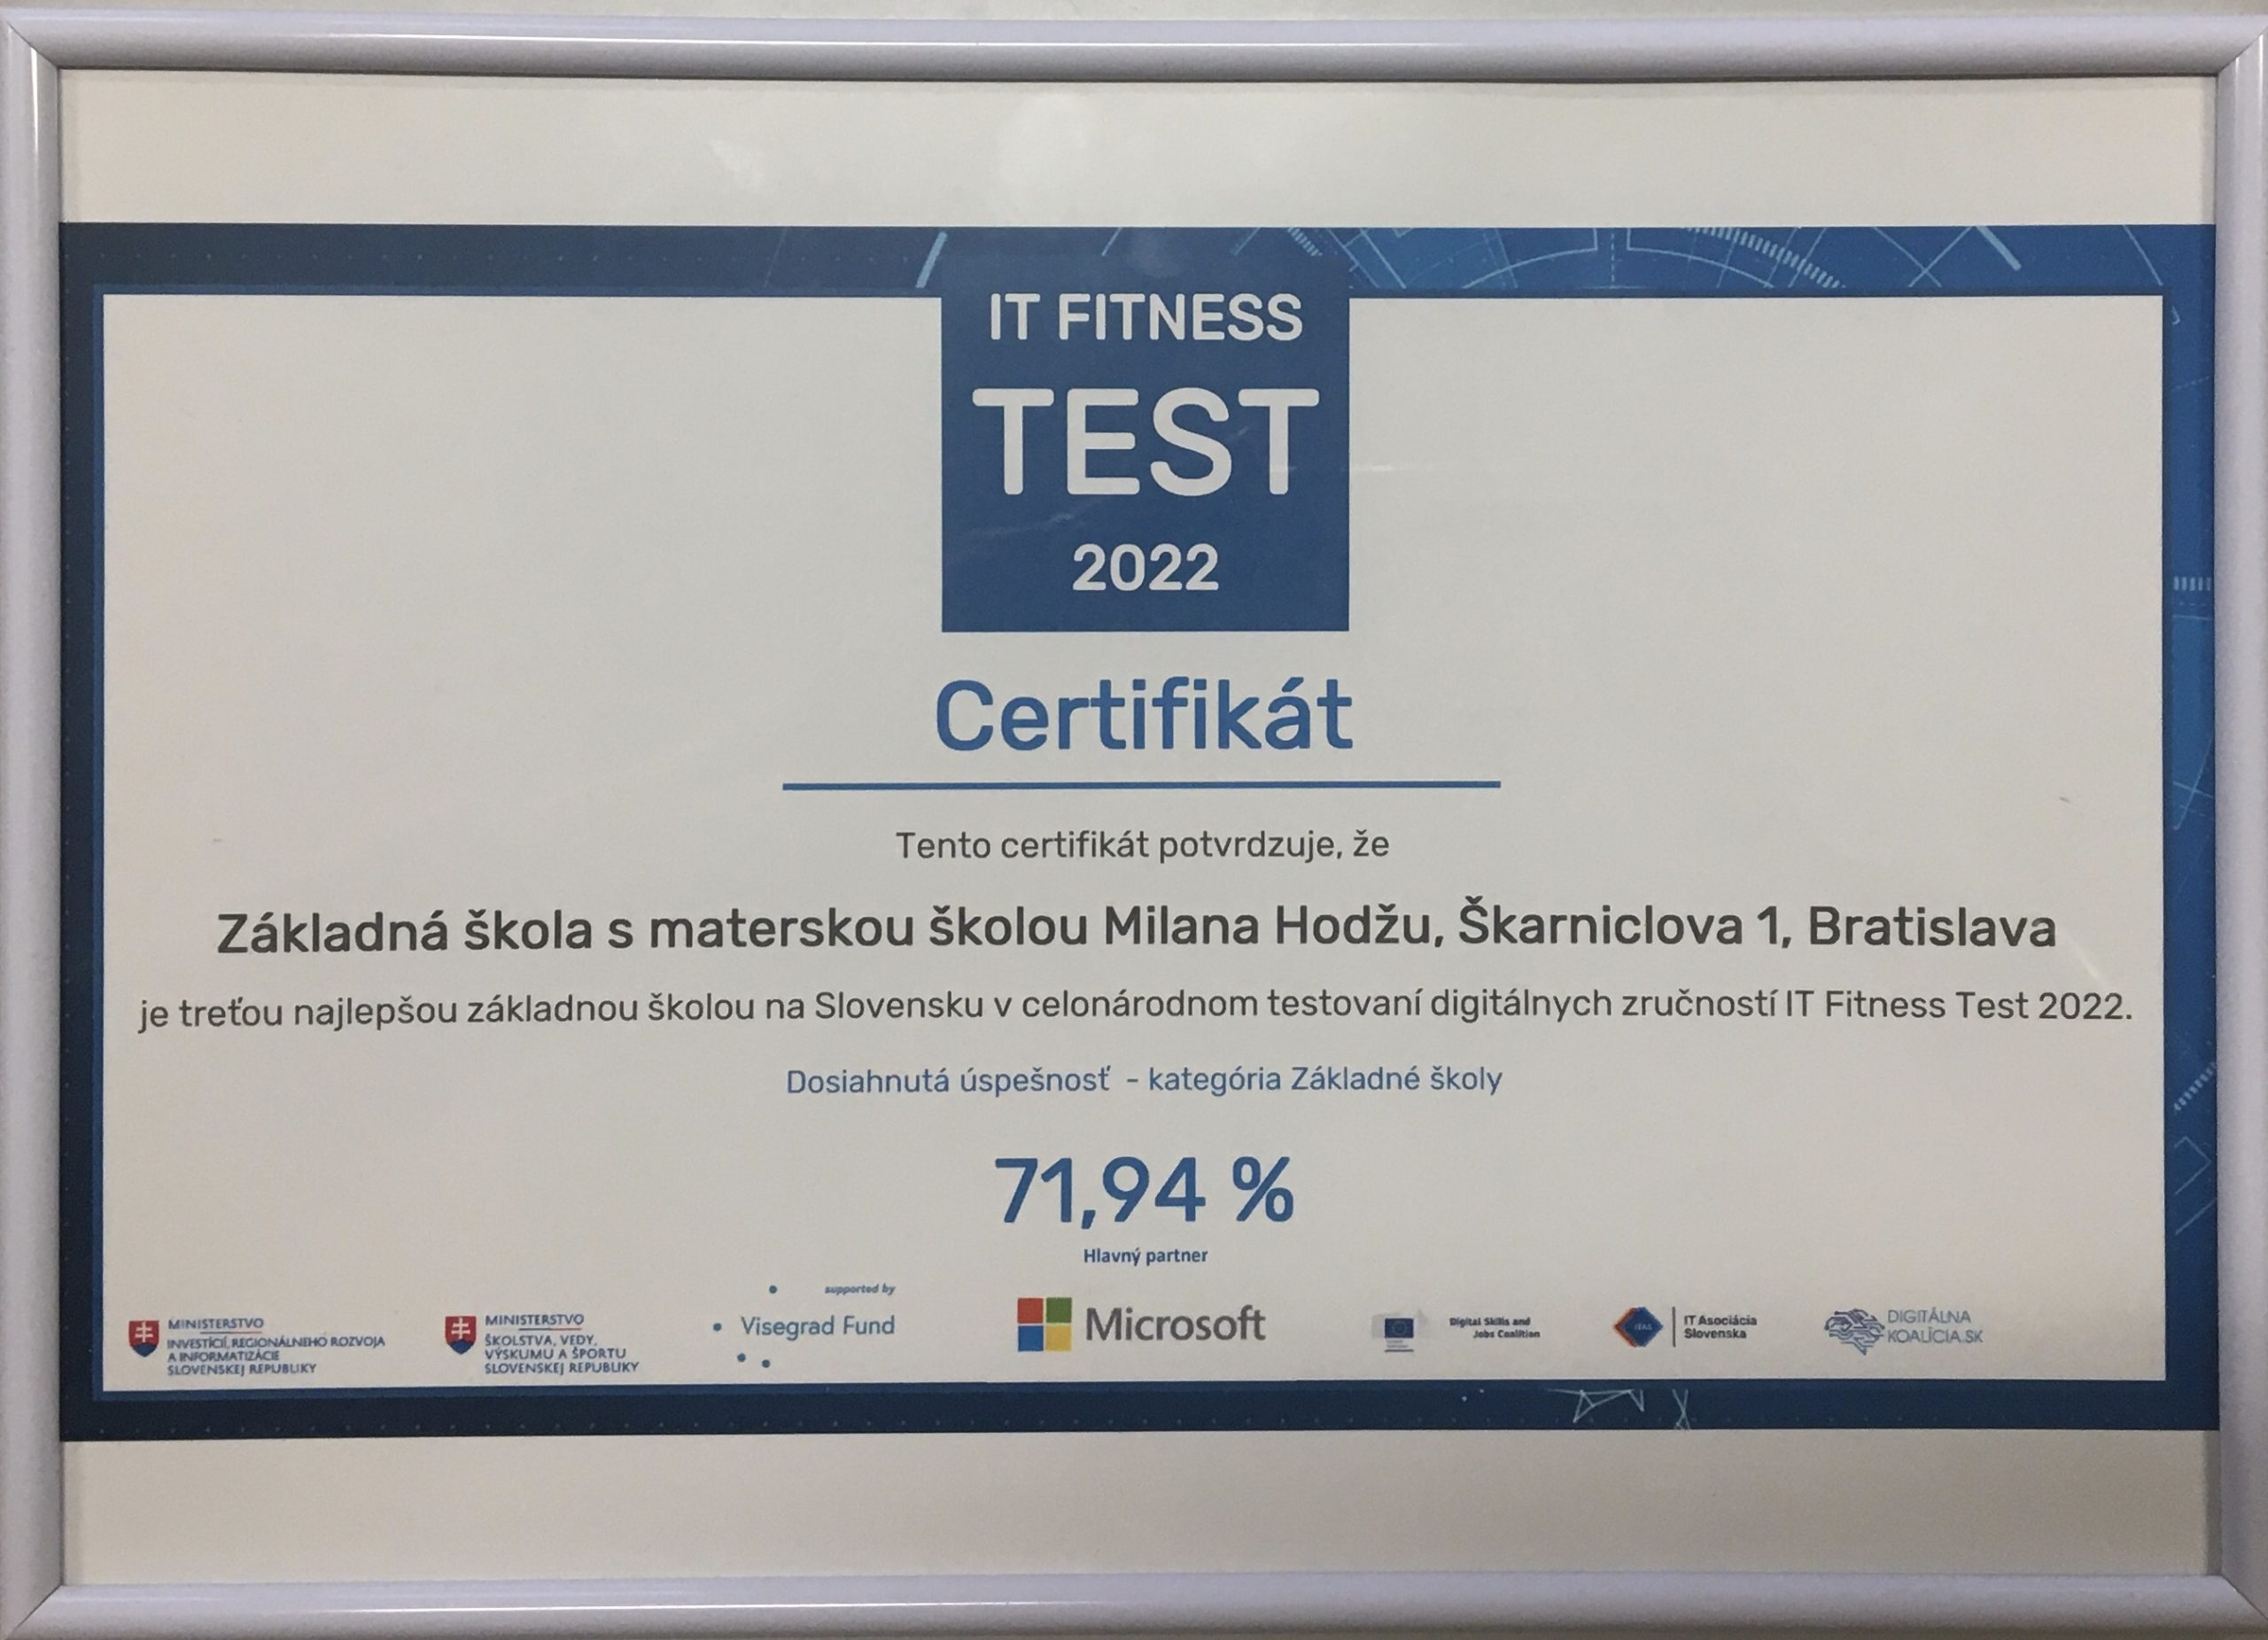 IT FITNESS
TEST
2022
Certifikát
Tento certifikát potvrdzuje, že
Základná škola s materskou školou Milana Hodžu, Škarniclova 1, Bratislava
je treťou najlepšou základnou školou na Slovensku v celonárodnom testovaní digitálnych zručností IT Fitness Test 2022.
Dosiahnutá úspešnosť - kategória Základné školy
71,94 %
Hlavný partner
MINISTERSTVO
INVESTÍCIÍ, REGIONÁLNEHO ROZVOJA
A INFORMATIZÁCIE
SLOVENSKEJ REPUBLIKY
MINISTERSTVO
ŠKOLSTVA, VEDY,
VÝSKUMU A ŠPORTU
SLOVENSKEJ REPUBLIKY
supported by
Visegrad Fund
Microsoft
Digital Skills and
Jobs Coalition
ITAS
IT Asociácia
Slovenska
DIGITÁLNA
KOALÍCIA.SK